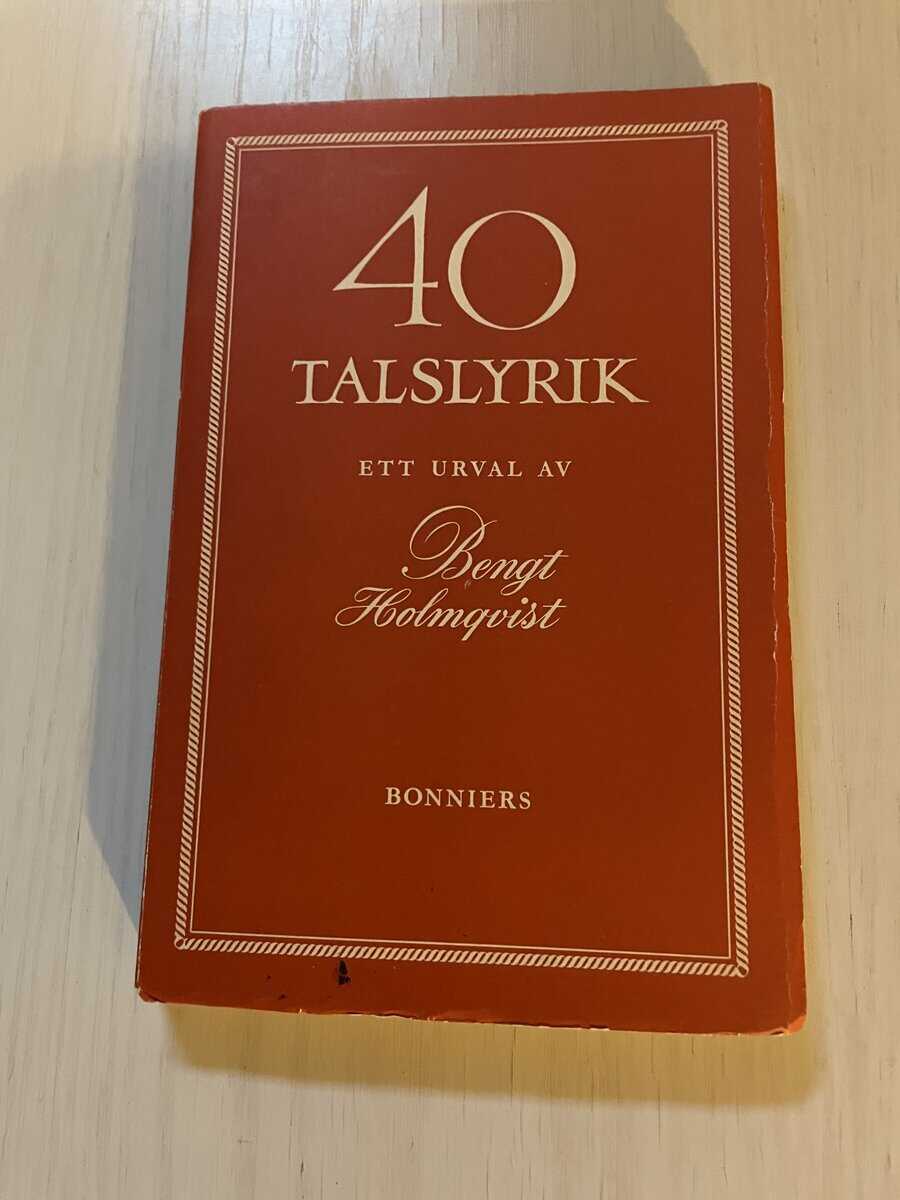 40
TALSLYRIK
ETT URVAL AV
Bengt
Holmqvist
BONNIERS